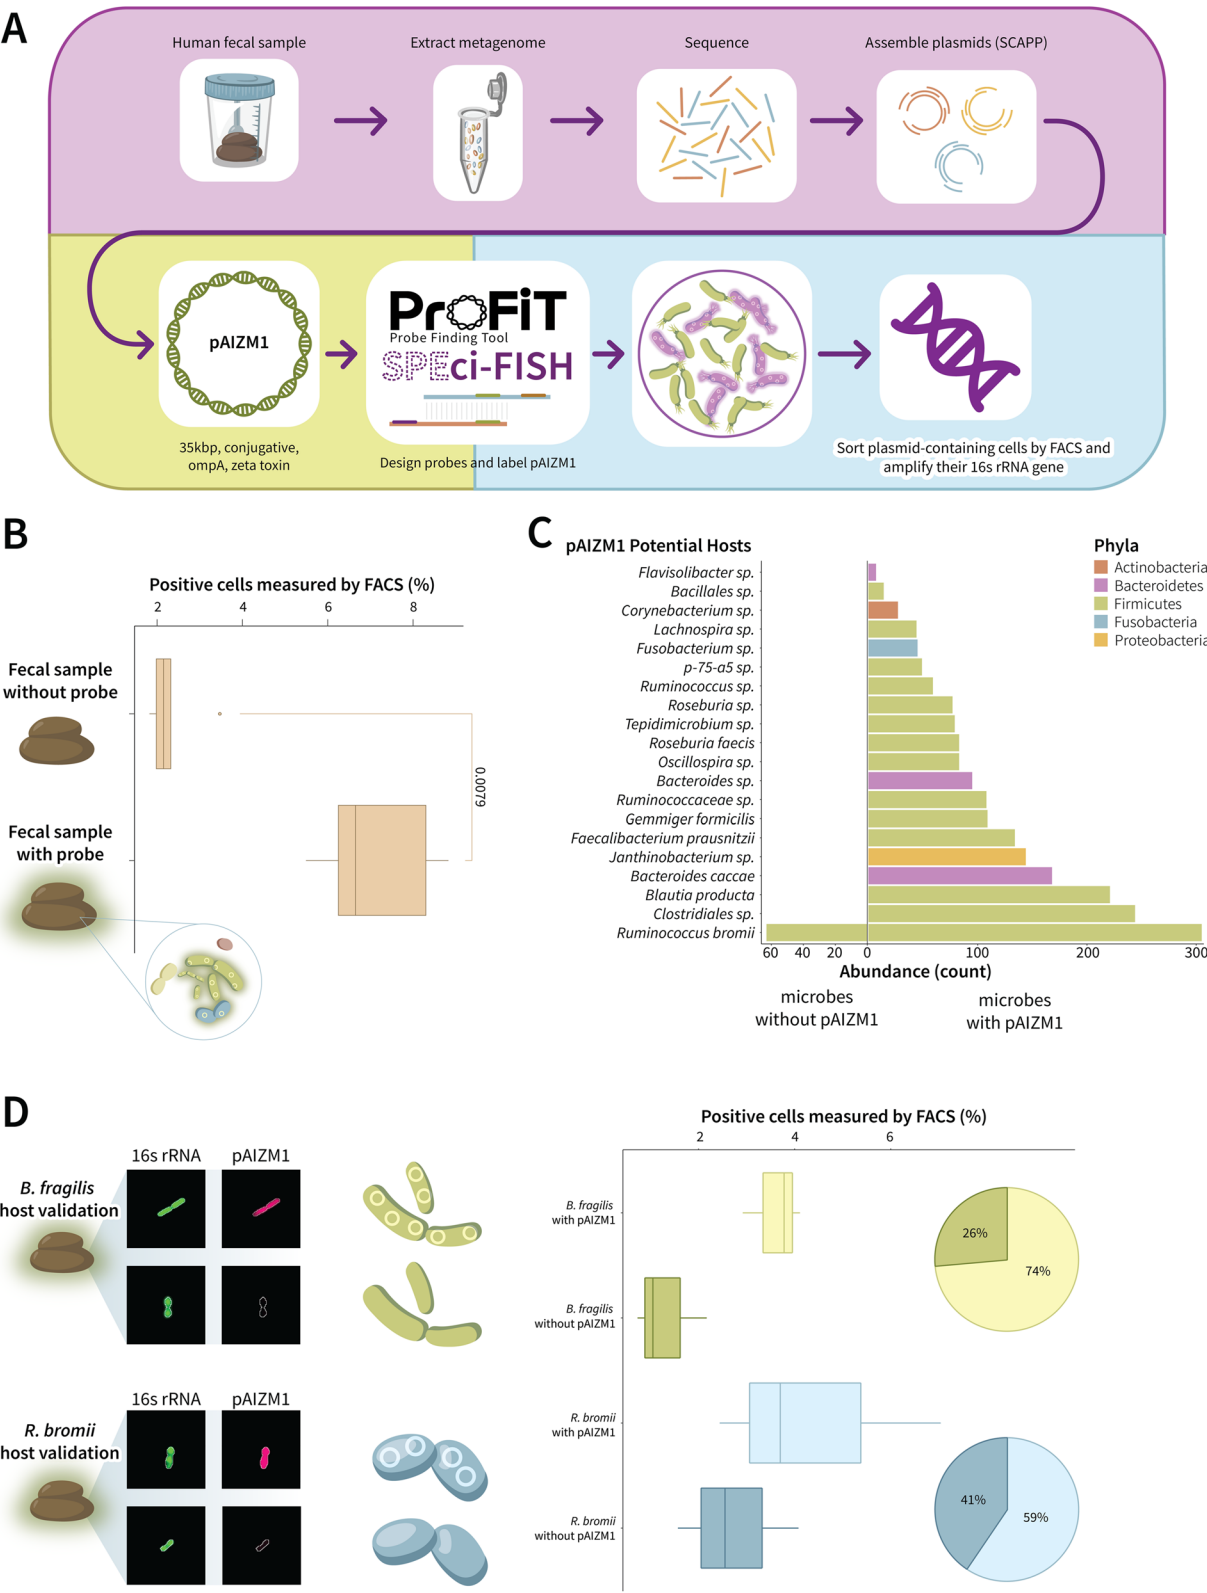 A
Human fecal sample
Extract metagenome
Sequence
Assemble plasmids (SCAPP)
pAIZM1
35kbp, conjugative,
ompA, zeta toxin
ProFiT
Probe Finding Tool
SPEci-FISH
Design probes and label pAIZM1
Sort plasmid-containing cells by FACS and
amplify their 16s rRNA gene
B
Positive cells measured by FACS (%)
2 4 6 8
Fecal sample
without probe
Fecal sample
with probe
0.0079
C
pAIZM1 Potential Hosts
Flavisolibacter sp.
Bacillales sp.
Corynebacterium sp.
Lachnospira sp.
Fusobacterium sp.
p-75-a5 sp.
Ruminococcus sp.
Roseburia sp.
Tepidimicrobium sp.
Roseburia faecis
Oscillospira sp.
Bacteroides sp.
Ruminococcaceae sp.
Gemmiger formicilis
Faecalibacterium prausnitzii
Janthinobacterium sp.
Bacteroides caccae
Blautia producta
Clostridiales sp.
Ruminococcus bromii
60 40 20 0 100 200 300
Abundance (count)
microbes
without pAIZM1
microbes
with pAIZM1
Phyla
Actinobacteria
Bacteroidetes
Firmicutes
Fusobacteria
Proteobacteria
D
B. fragilis
host validation
16s rRNA pAIZM1
R. bromii
host validation
16s rRNA pAIZM1
Positive cells measured by FACS (%)
2 4 6
B. fragilis
with pAIZM1
B. fragilis
without pAIZM1
R. bromii
with pAIZM1
R. bromii
without pAIZM1
26%
74%
41%
59%